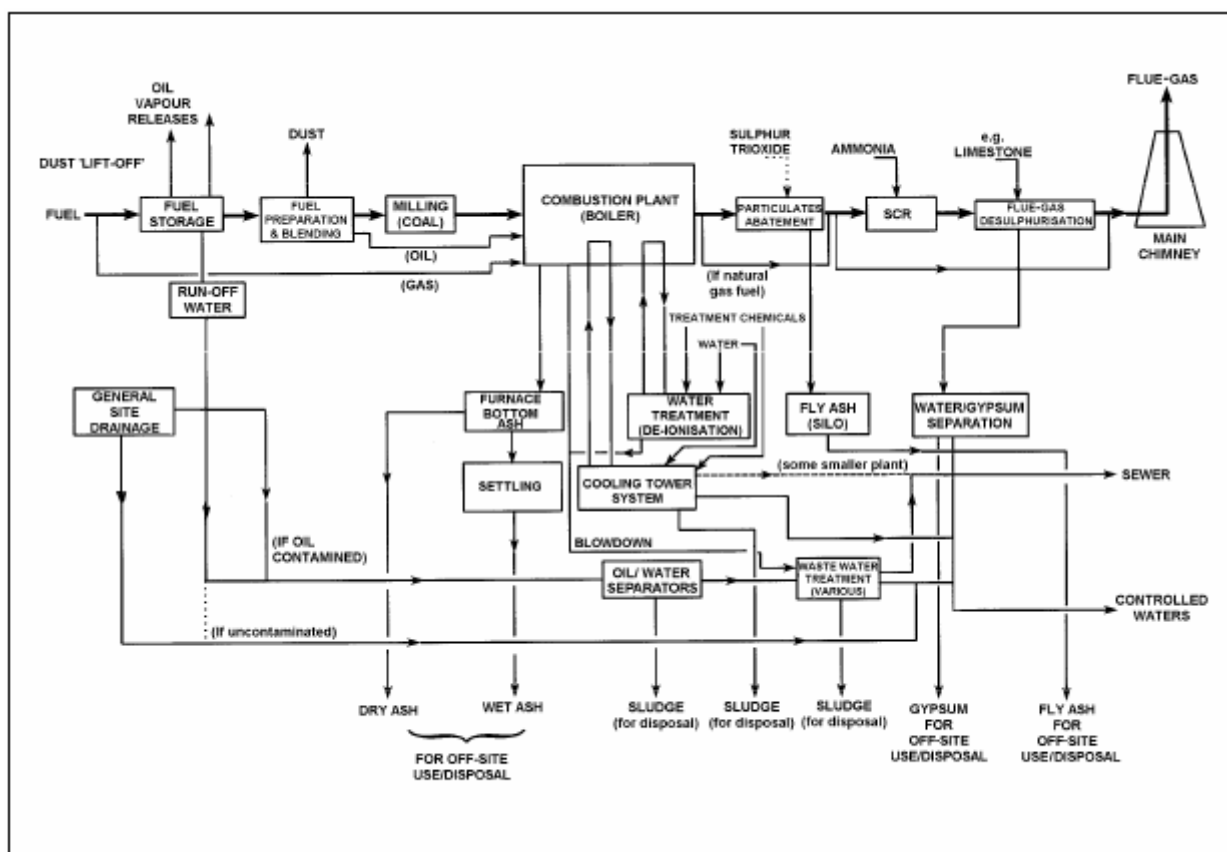 FLUE-GAS
OIL
VAPOUR
RELEASES
DUST
SULPHUR
TRIOXIDE
AMMONIA
e.g.
LIMESTONE
DUST 'LIFT-OFF'
FUEL
FUEL
STORAGE
FUEL
PREPARATION
& BLENDING
MILLING
(COAL)
COMBUSTION PLANT
(BOILER)
PARTICULATES
ABATEMENT
SCR
FLUE-GAS
DESULPHURISATION
MAIN
CHIMNEY
(OIL)
(GAS)
(If natural
gas fuel)
RUN-OFF
WATER
TREATMENT CHEMICALS
WATER
GENERAL
SITE
DRAINAGE
FURNACE
BOTTOM
ASH
WATER
TREATMENT
(DE-IONISATION)
FLY ASH
(SILO)
WATER/GYPSUM
SEPARATION
SETTLING
COOLING TOWER
SYSTEM
(some smaller plant)
SEWER
(IF OIL
CONTAMINED)
BLOWDOWN
OIL/ WATER
SEPARATORS
WASTE WATER
TREATMENT
(VARIOUS)
CONTROLLED
WATERS
(If uncontaminated)
DRY ASH
WET ASH
FOR OFF-SITE
USE/DISPOSAL
SLUDGE
(for disposal)
SLUDGE
(for disposal)
SLUDGE
(for disposal)
GYPSUM
FOR
OFF-SITE
USE/DISPOSAL
FLY ASH
FOR
OFF-SITE
USE/DISPOSAL